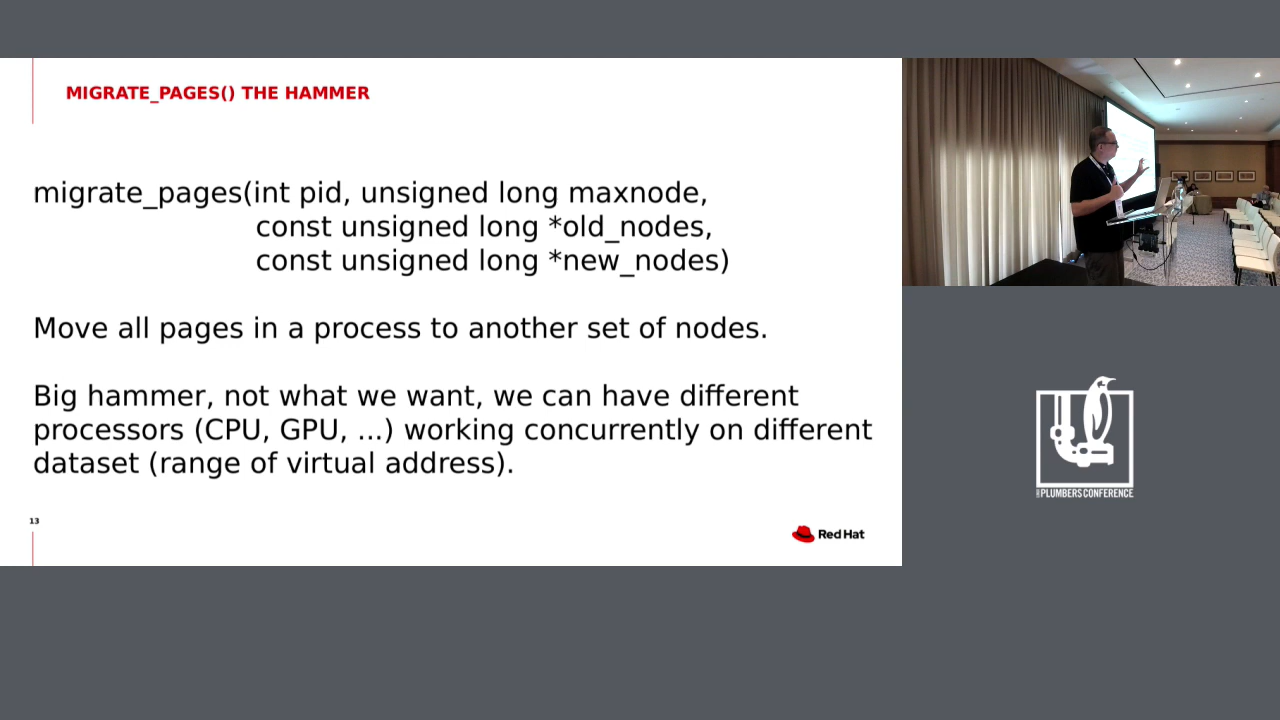 MIGRATE_PAGES() THE HAMMER
migrate_pages(int pid, unsigned long maxnode,
const unsigned long *old_nodes,
const unsigned long *new_nodes)
Move all pages in a process to another set of nodes.
Big hammer, not what we want, we can have different
processors (CPU, GPU, ...) working concurrently on different
dataset (range of virtual address).
13
Red Hat
PLUMBERS CONFERENCE